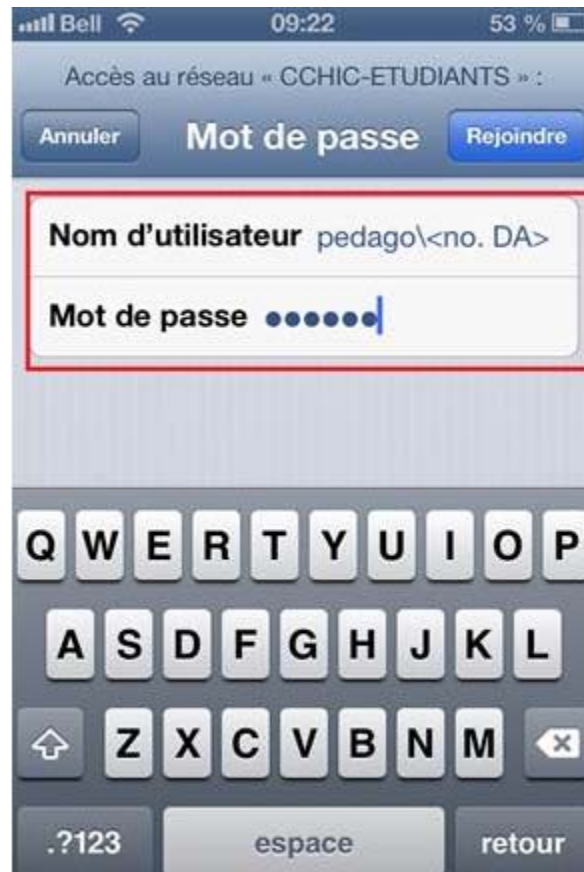 Bell 09:22 53 %
Accès au réseau « CCHIC-ETUDIANTS » :
Annuler Mot de passe Rejoindre
Nom d'utilisateur pedago\<no. DA>
Mot de passe ••••••
Q W E R T Y U I O P
A S D F G H J K L
Z X C V B N M
.?123 espace retour